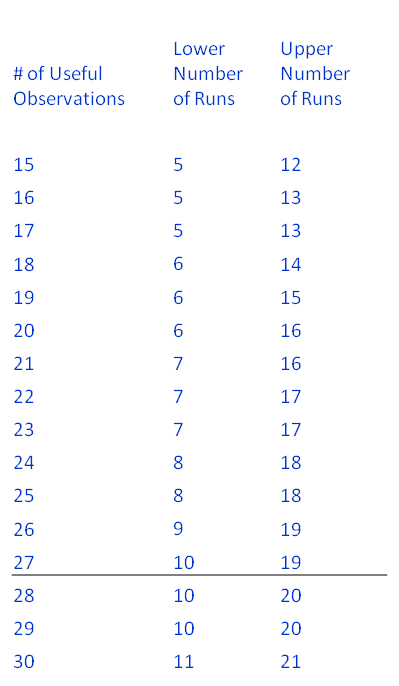 Lower Upper
# of Useful Number Number
Observations of Runs of Runs
15 5 12
16 5 13
17 5 13
18 6 14
19 6 15
20 6 16
21 7 16
22 7 17
23 7 17
24 8 18
25 8 18
26 9 19
27 10 19
28 10 20
29 10 20
30 11 21